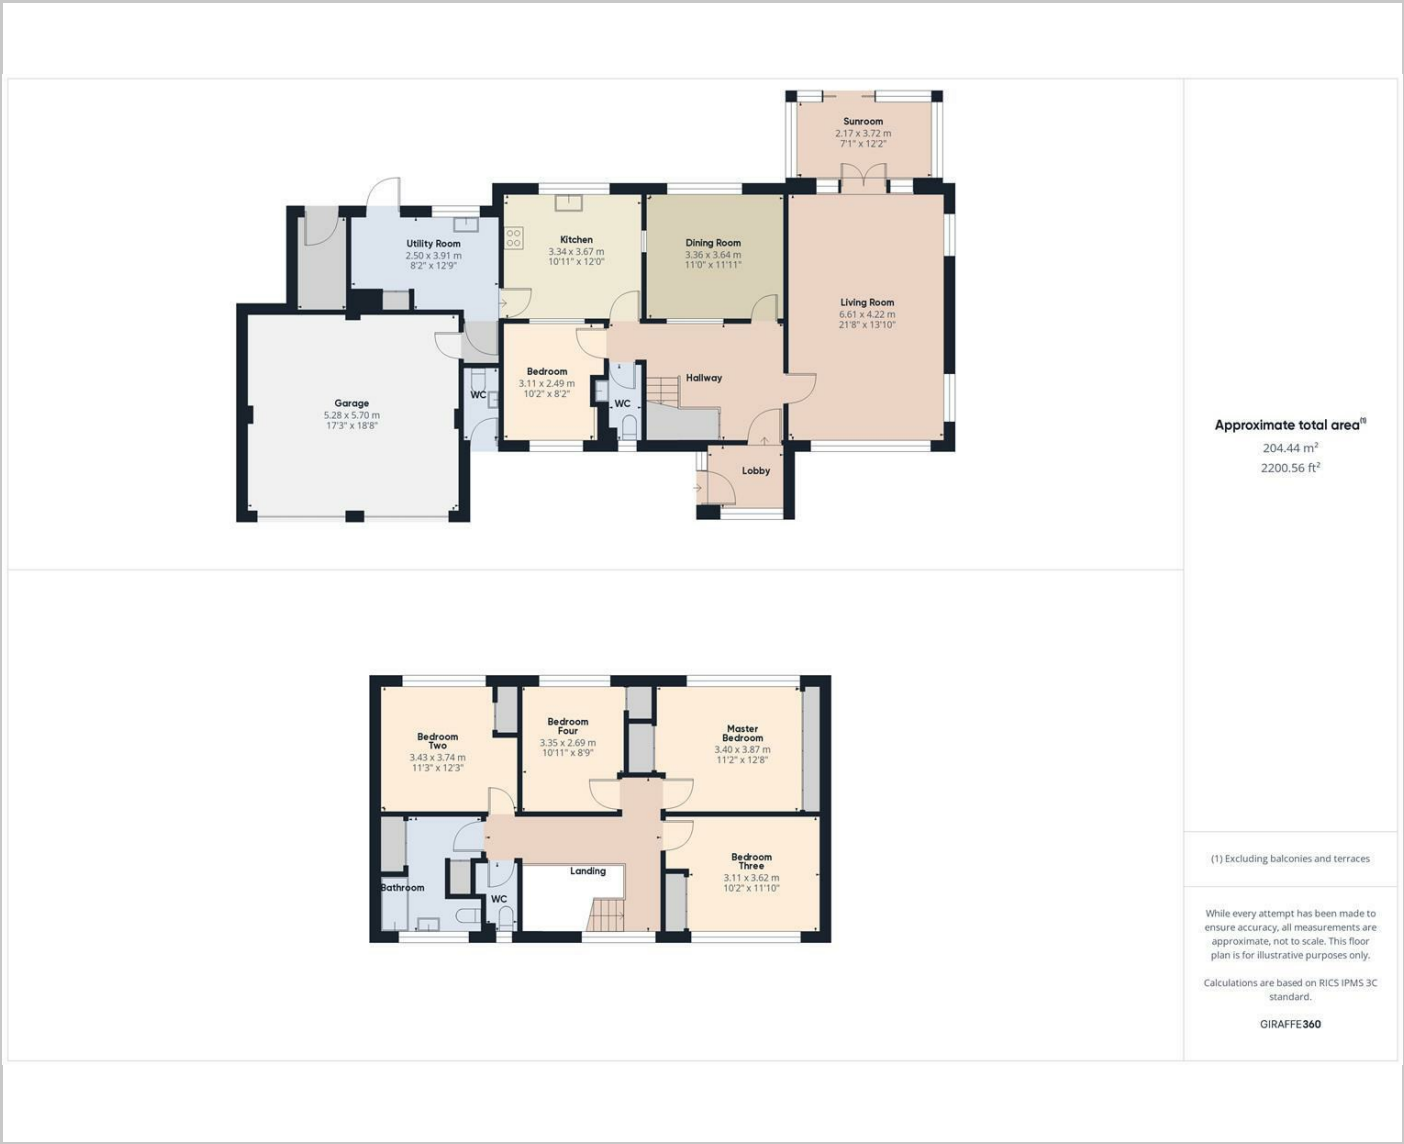 Sunroom
2.17 x 3.72 m
7'1" x 12'2"
Utility Room
2.50 x 3.91 m
8'2" x 12'9"
Kitchen
3.34 x 3.67 m
10'11" x 12'0"
Dining Room
3.36 x 3.64 m
11'0" x 11'11"
Living Room
6.61 x 4.22 m
21'8" x 13'10"
Garage
5.28 x 5.70 m
17'3" x 18'8"
WC
Bedroom
3.11 x 2.49 m
10'2" x 8'2"
WC
Hallway
Lobby
Approximate total area(1)
204.44 m²
2200.56 ft²
Bedroom
Two
3.43 x 3.74 m
11'3" x 12'3"
Bedroom
Four
3.35 x 2.69 m
10'11" x 8'9"
Master
Bedroom
3.40 x 3.87 m
11'2" x 12'8"
Bathroom
WC
Landing
Bedroom
Three
3.11 x 3.62 m
10'2" x 11'10"
(1) Excluding balconies and terraces
While every attempt has been made to
ensure accuracy, all measurements are
approximate, not to scale. This floor
plan is for illustrative purposes only.
Calculations are based on RICS IPMS 3C
standard.
GIRAFFE360